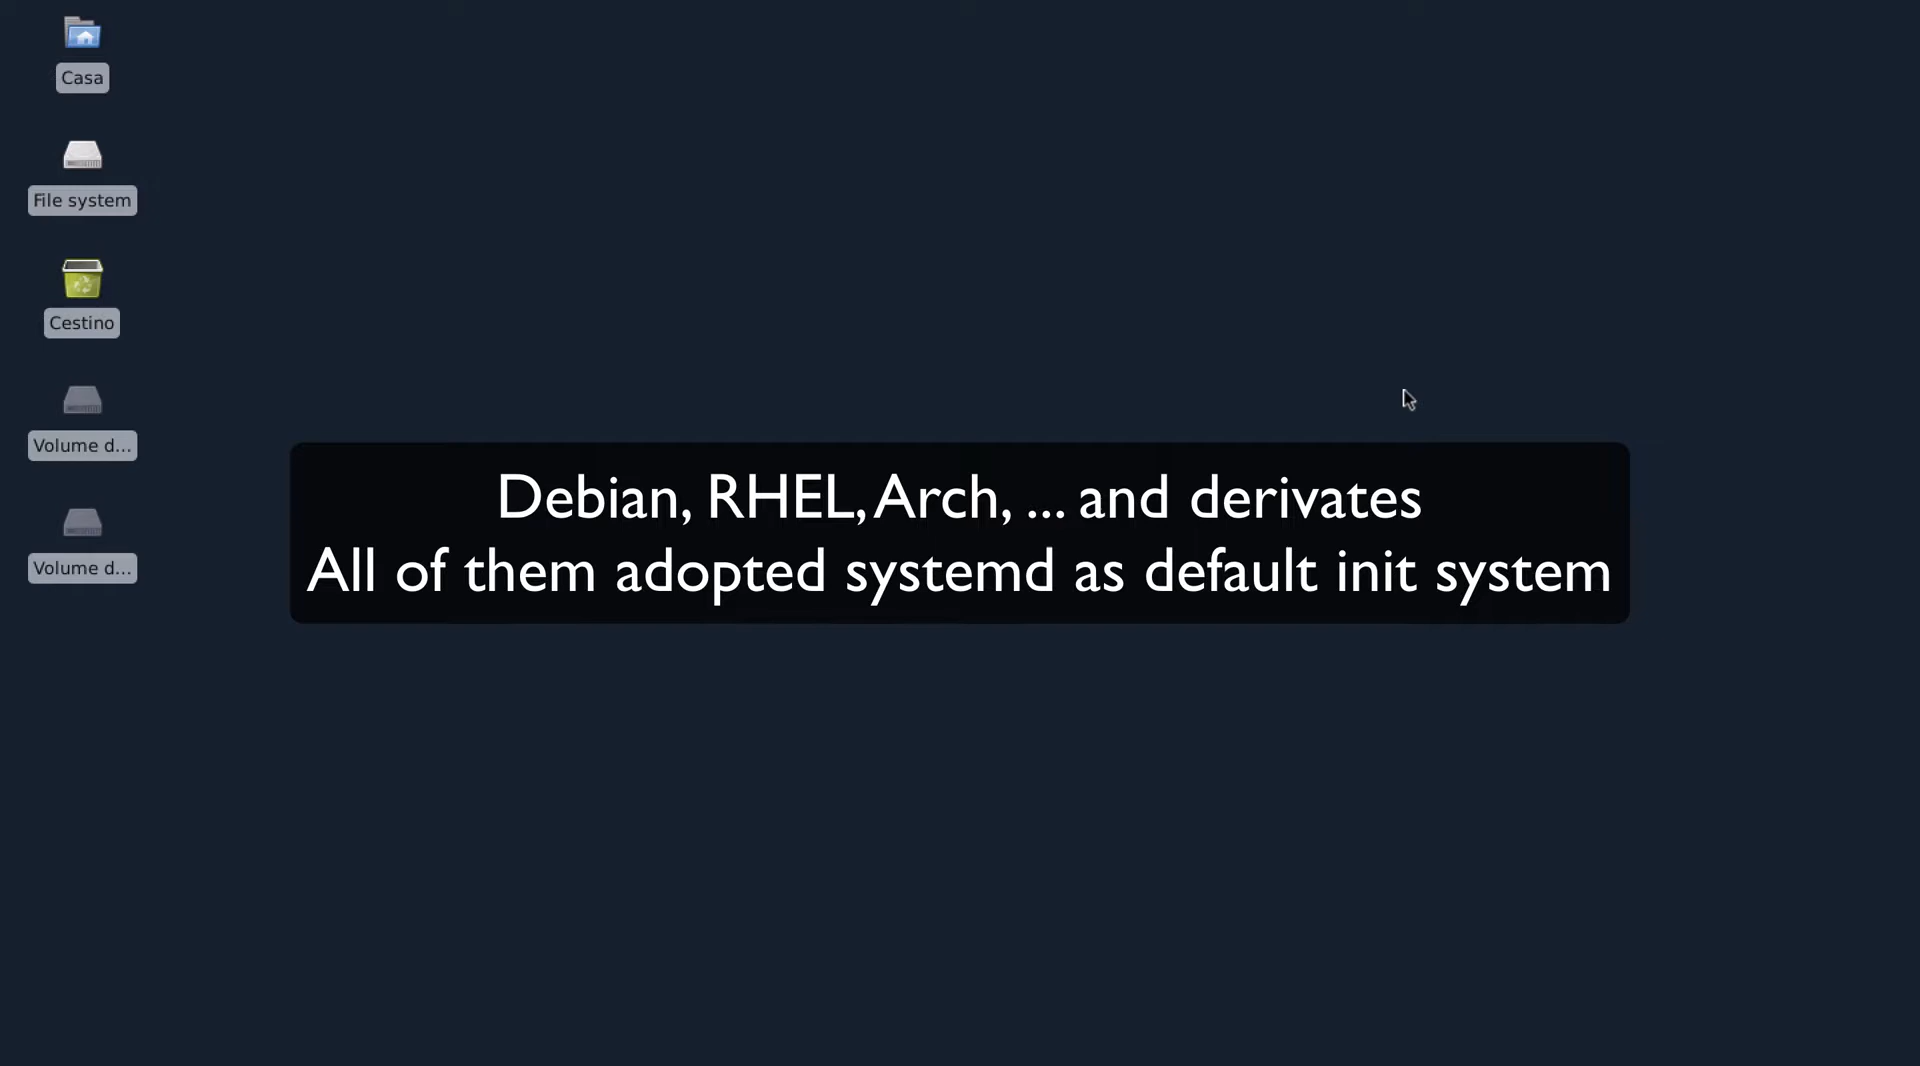 Casa
File system
Cestino
Volume d...
Volume d...
Debian, RHEL, Arch, ... and derivates
All of them adopted systemd as default init system